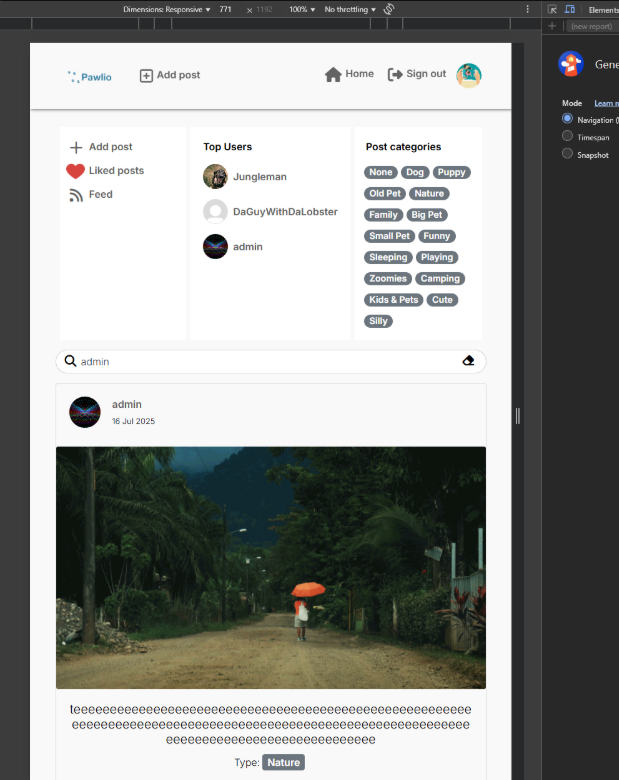 Dimensions: Responsive 771 × 1192 100% No throttling
Elements
(new report)
Pawlio
Add post
Home
Sign out
Gene
Mode Learn m
Navigation (
Timespan
Snapshot
Add post
Liked posts
Feed
Top Users
Jungleman
DaGuyWithDaLobster
admin
Post categories
None Dog Puppy
Old Pet Nature
Family Big Pet
Small Pet Funny
Sleeping Playing
Zoomies Camping
Kids & Pets Cute
Silly
admin
admin
16 Jul 2025
Type: Nature